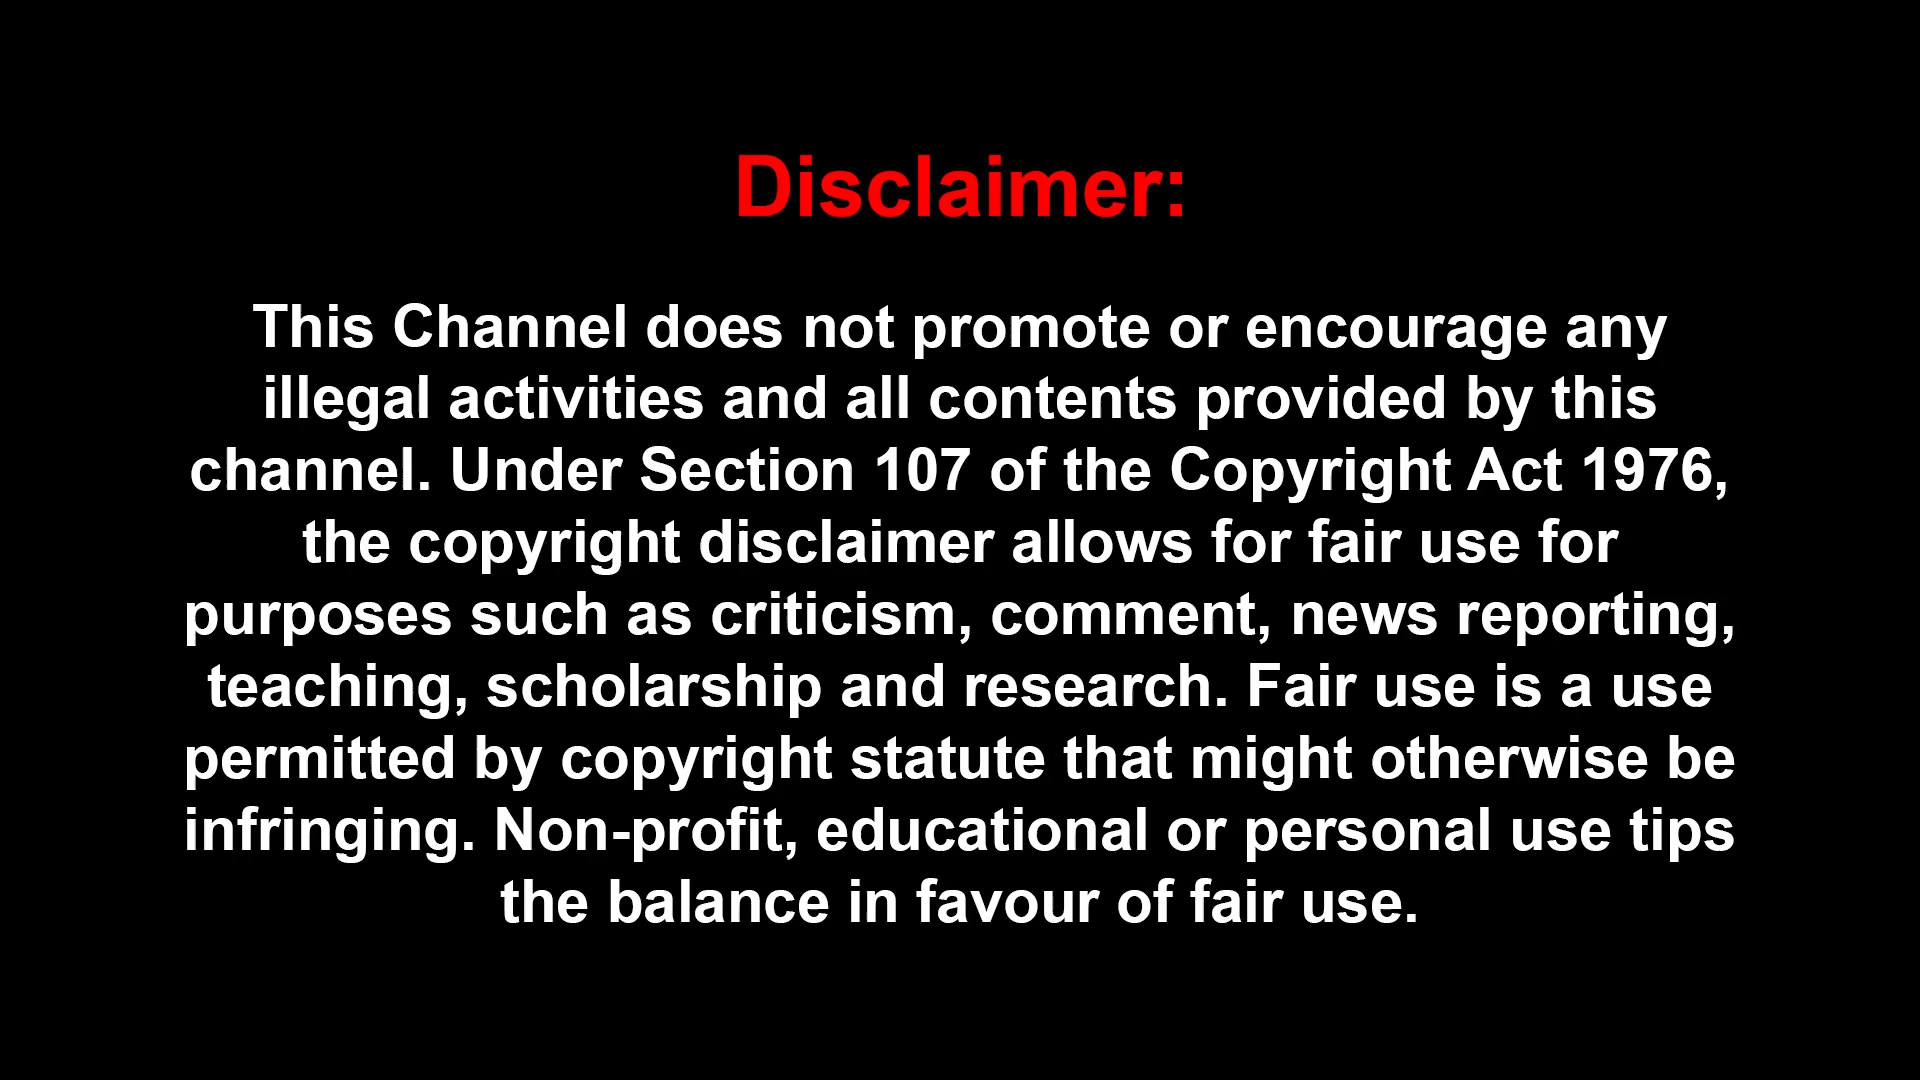 Disclaimer:
This Channel does not promote or encourage any
illegal activities and all contents provided by this
channel. Under Section 107 of the Copyright Act 1976,
the copyright disclaimer allows for fair use for
purposes such as criticism, comment, news reporting,
teaching, scholarship and research. Fair use is a use
permitted by copyright statute that might otherwise be
infringing. Non-profit, educational or personal use tips
the balance in favour of fair use.